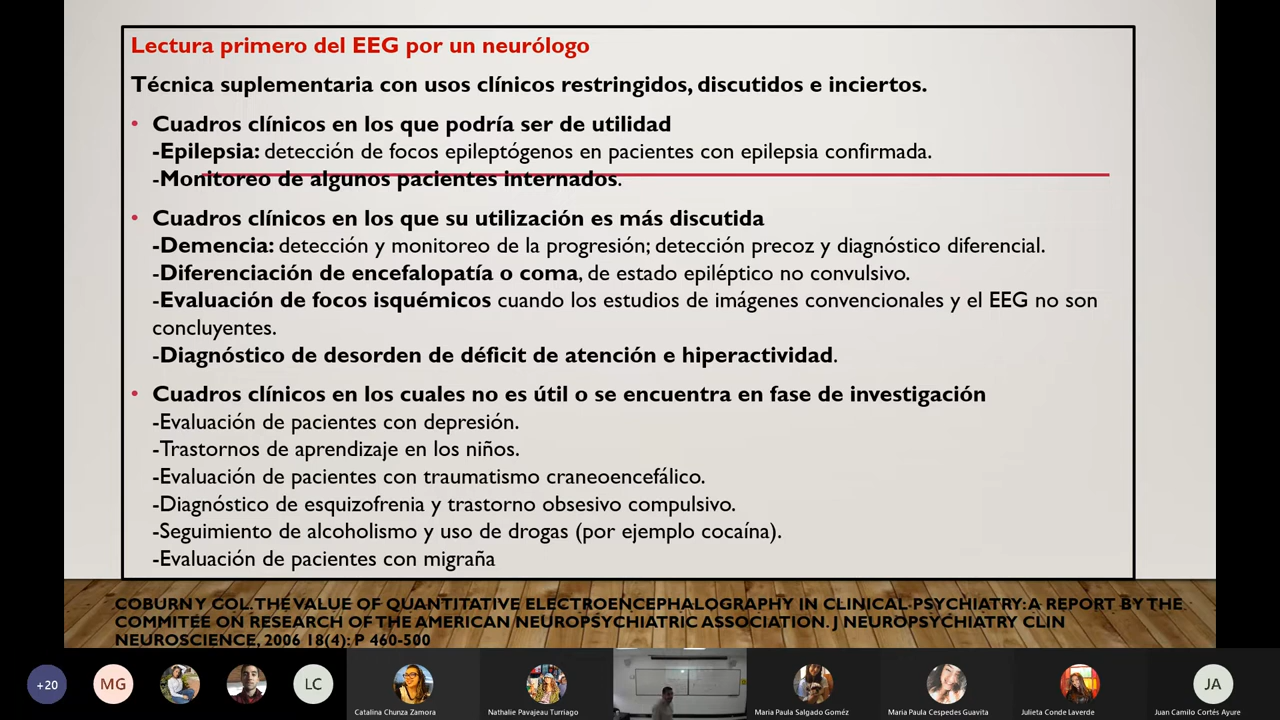 Lectura primero del EEG por un neurólogo
Técnica suplementaria con usos clínicos restringidos, discutidos e inciertos.
• Cuadros clínicos en los que podría ser de utilidad
-Epilepsia: detección de focos epileptógenos en pacientes con epilepsia confirmada.
-Monitoreo de algunos pacientes internados.
• Cuadros clínicos en los que su utilización es más discutida
-Demencia: detección y monitoreo de la progresión; detección precoz y diagnóstico diferencial.
-Diferenciación de encefalopatía o coma, de estado epiléptico no convulsivo.
-Evaluación de focos isquémicos cuando los estudios de imágenes convencionales y el EEG no son
concluyentes.
-Diagnóstico de desorden de déficit de atención e hiperactividad.
• Cuadros clínicos en los cuales no es útil o se encuentra en fase de investigación
-Evaluación de pacientes con depresión.
-Trastornos de aprendizaje en los niños.
-Evaluación de pacientes con traumatismo craneoencefálico.
-Diagnóstico de esquizofrenia y trastorno obsesivo compulsivo.
-Seguimiento de alcoholismo y uso de drogas (por ejemplo cocaína).
-Evaluación de pacientes con migraña
COBURN Y COL. THE VALUE OF QUANTITATIVE ELECTROENCEPHALOGRAPHY IN CLINICAL PSYCHIATRY: A REPORT BY THE
COMMITEE ON RESEARCH OF THE AMERICAN NEUROPSYCHIATRIC ASSOCIATION. J NEUROPSYCHIATRY CLIN
NEUROSCIENCE, 2006 18(4): P 460-500
+20
MG
LC
JA
Catalina Chunza Zamora
Nathalie Pavajeau Turriago
Maria Paula Salgado Goméz
Maria Paula Cespedes Guavita
Julieta Conde Laverde
Juan Camilo Cortés Ayure